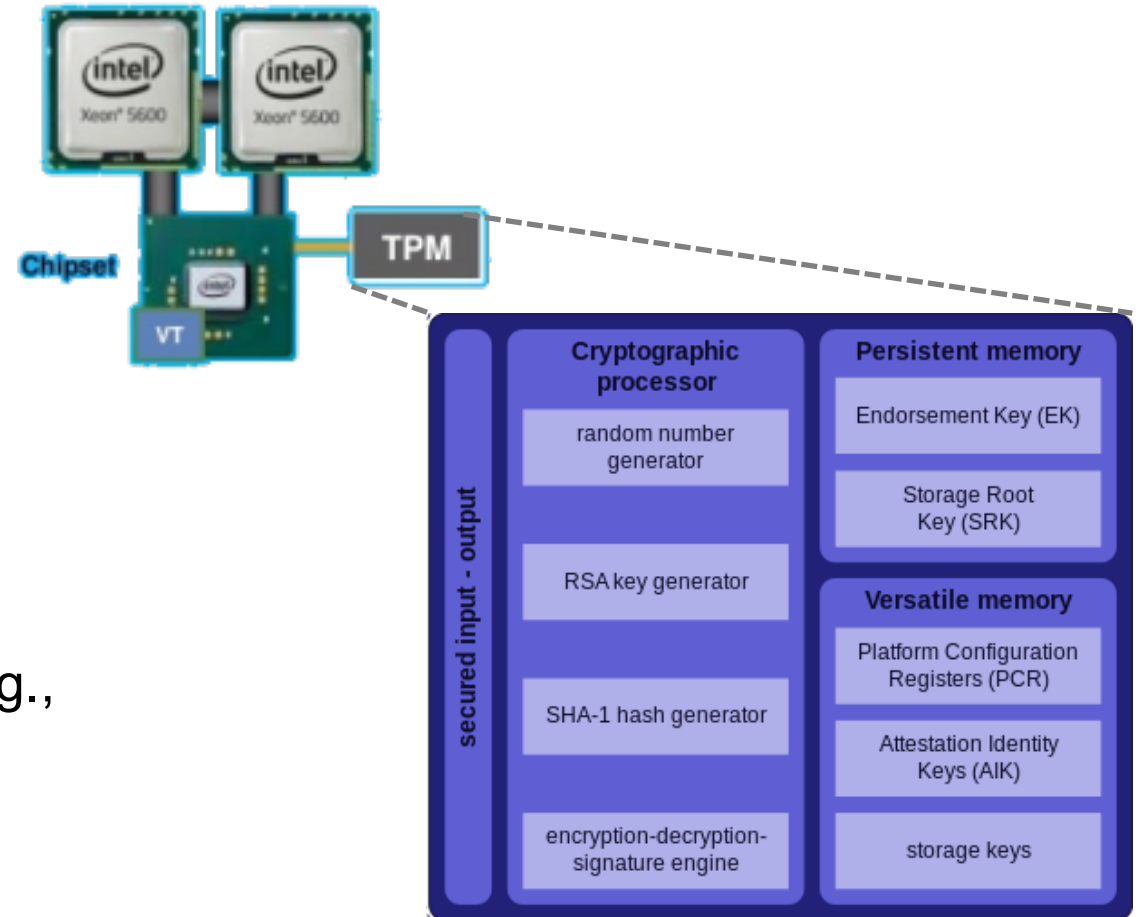 intel
Xeon® 5600
intel
Xeon® 5600
Chipset
TPM
intel
VT
g.,
secured input - output
Cryptographic
processor
random number
generator
RSA key generator
SHA-1 hash generator
encryption-decryption-
signature engine
Persistent memory
Endorsement Key (EK)
Storage Root
Key (SRK)
Versatile memory
Platform Configuration
Registers (PCR)
Attestation Identity
Keys (AIK)
storage keys